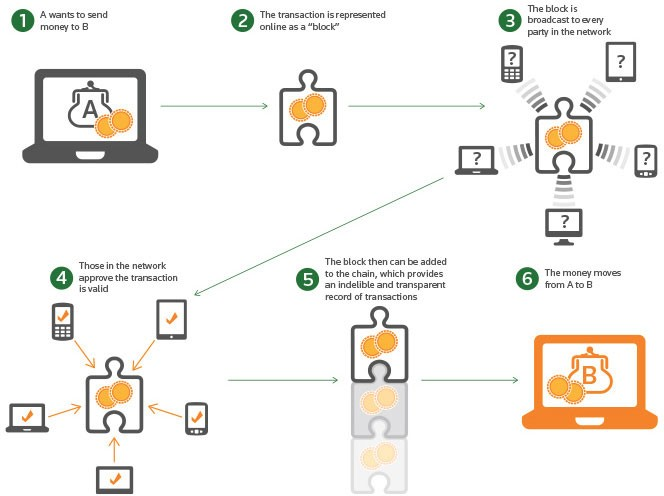 1
A wants to send
money to B
2
The transaction is represented
online as a “block”
3
The block is
broadcast to every
party in the network
A
?
?
?
?
?
4
Those in the network
approve the transaction
is valid
5
The block then can be added
to the chain, which provides
an indelible and transparent
record of transactions
6
The money moves
from A to B
B